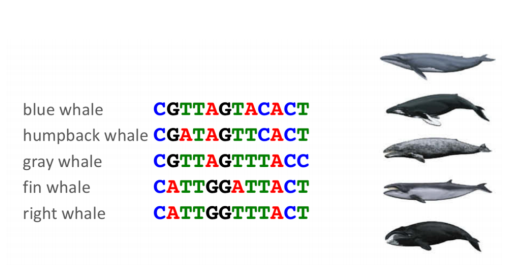 blue whale CGTTAGTACACT
humpback whale CGATAGTTCACT
gray whale CGTTAGTTTACC
fin whale CATTGGATTACT
right whale CATTGGTTTACT